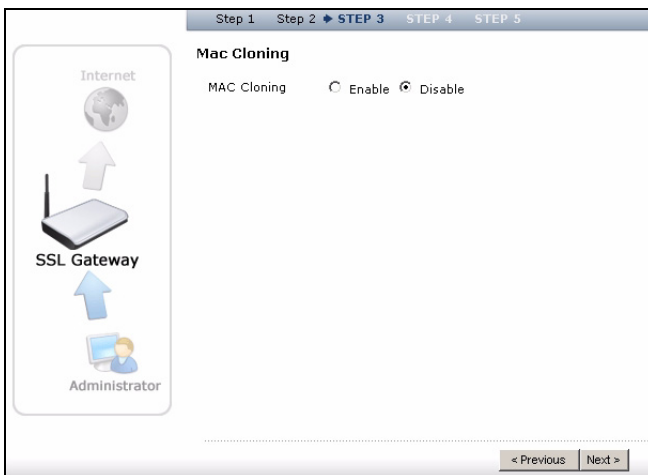 Step 1 Step 2 STEP 3 STEP 4 STEP 5
Mac Cloning
MAC Cloning Enable Disable
Internet
SSL Gateway
Administrator
< Previous Next >